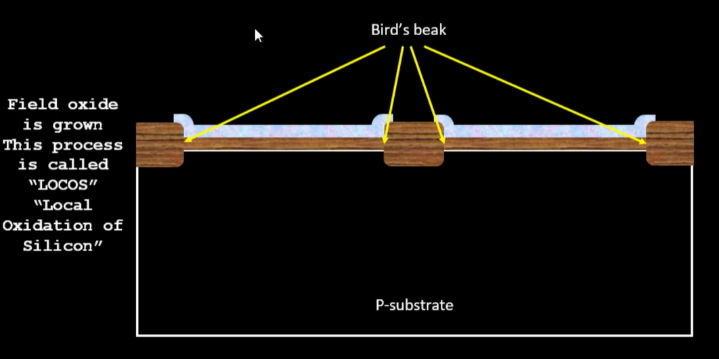 Bird's beak
Field oxide
is grown
This process
is called
“LOCOS”
“Local
Oxidation of
Silicon”
P-substrate